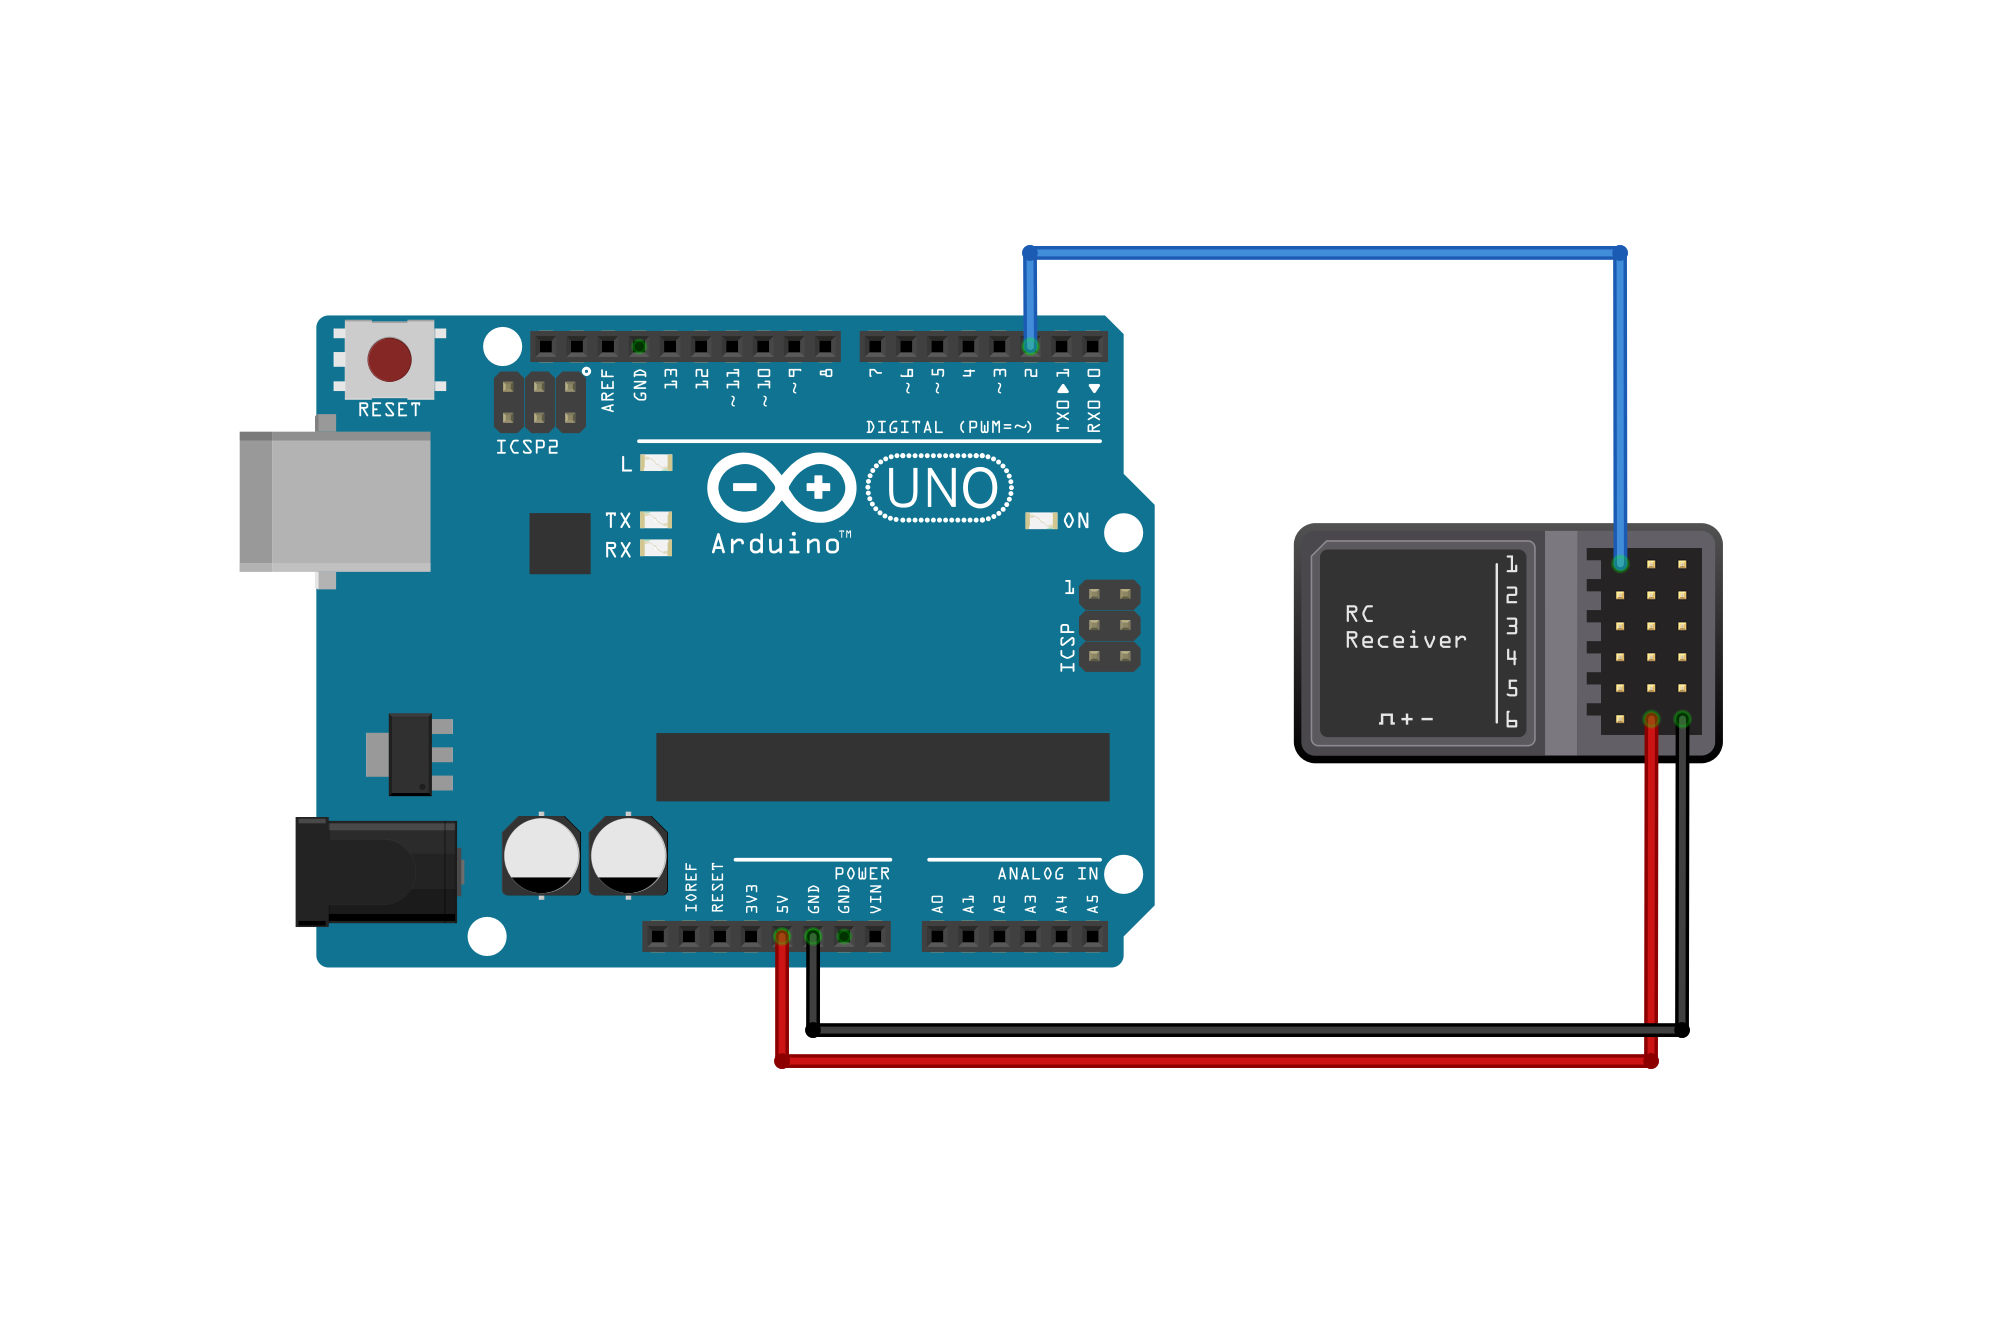 RESET
ICSP2
AREF
GND
13
12
~11
~10
~9
8
7
~6
~5
4
~3
2
TX0▶1
RX0◀0
DIGITAL (PWM=~)
L
TX
RX
UNO
Arduino™
ON
1
ICSP
RC
Receiver
1
2
3
4
5
6
+ -
POWER
ANALOG IN
IOREF
RESET
3V3
5V
GND
GND
VIN
A0
A1
A2
A3
A4
A5